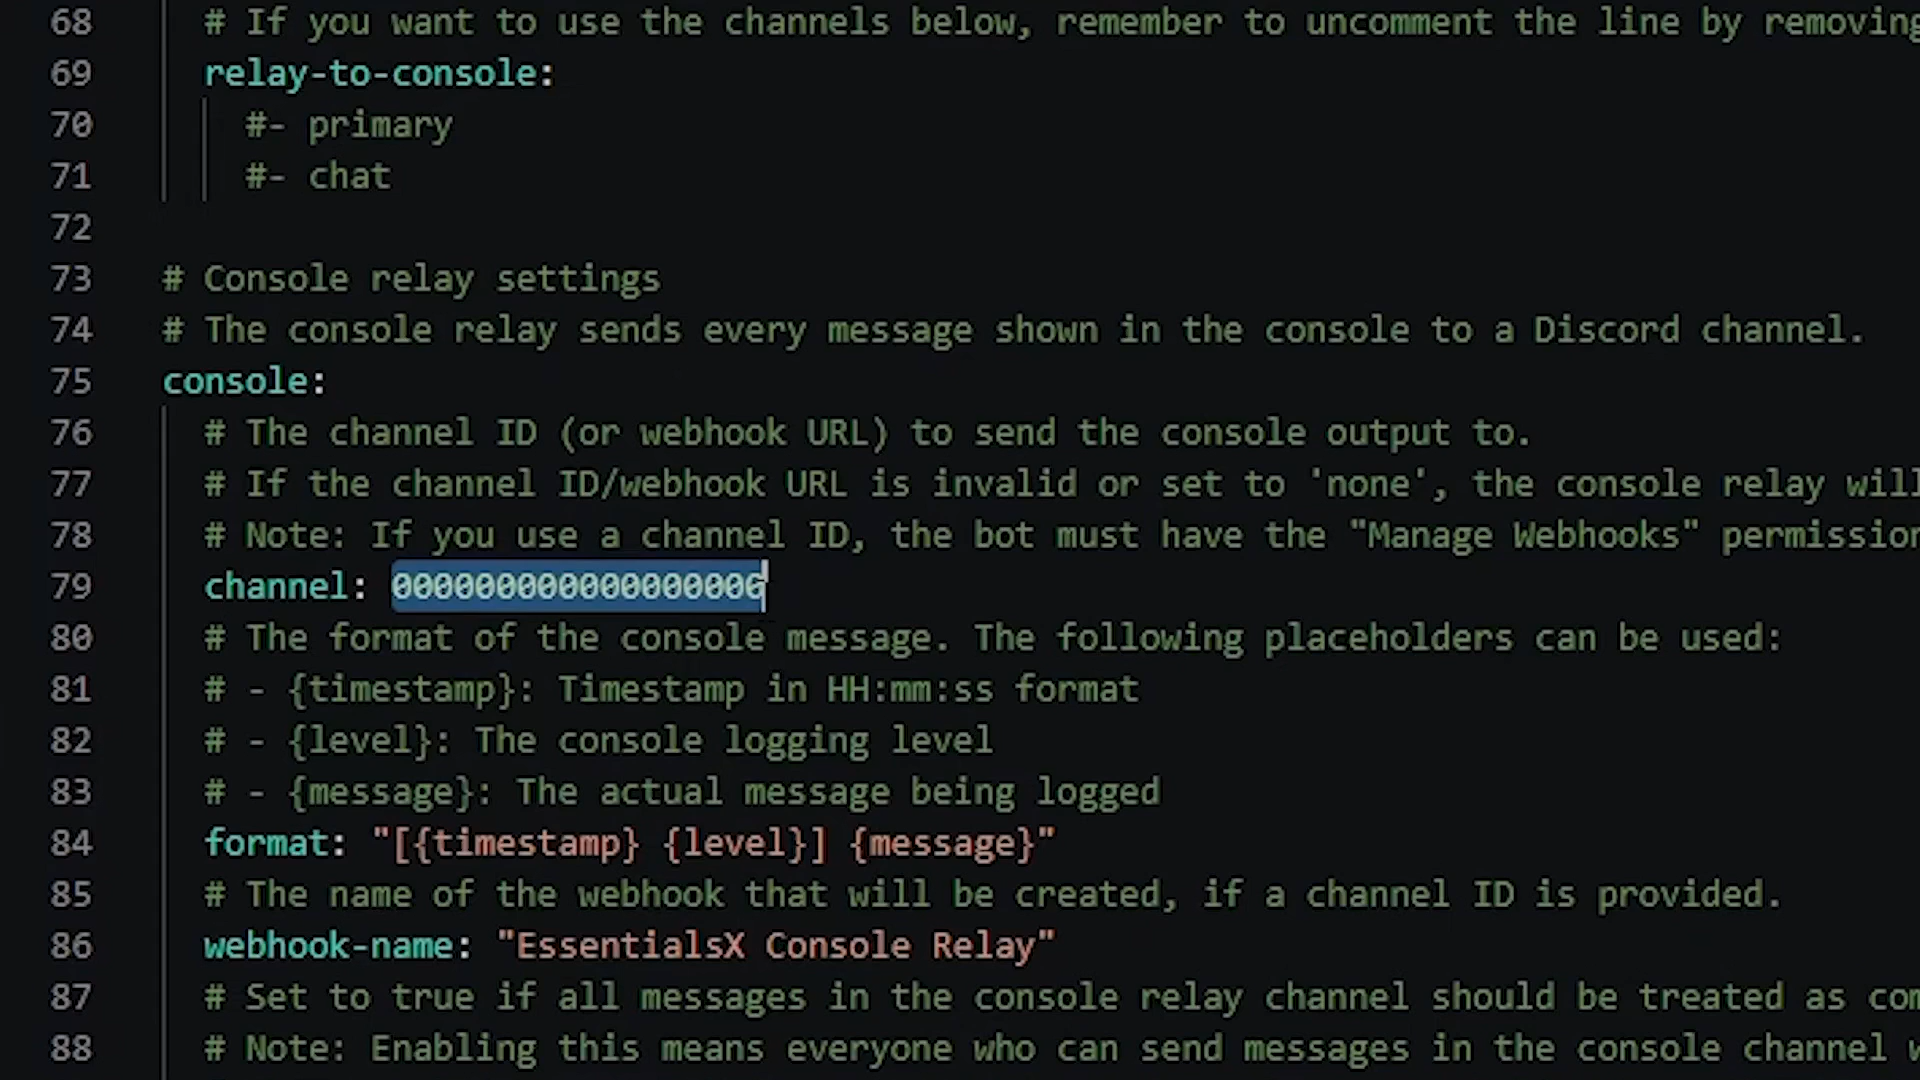 68 # If you want to use the channels below, remember to uncomment the line by removing
69 relay-to-console:
70 #- primary
71 #- chat
72
73 # Console relay settings
74 # The console relay sends every message shown in the console to a Discord channel.
75 console:
76 # The channel ID (or webhook URL) to send the console output to.
77 # If the channel ID/webhook URL is invalid or set to 'none', the console relay will
78 # Note: If you use a channel ID, the bot must have the "Manage Webhooks" permission
79 channel: 000000000000000000
80 # The format of the console message. The following placeholders can be used:
81 # - {timestamp}: Timestamp in HH:mm:ss format
82 # - {level}: The console logging level
83 # - {message}: The actual message being logged
84 format: "[{timestamp} {level}] {message}"
85 # The name of the webhook that will be created, if a channel ID is provided.
86 webhook-name: "EssentialsX Console Relay"
87 # Set to true if all messages in the console relay channel should be treated as com
88 # Note: Enabling this means everyone who can send messages in the console channel